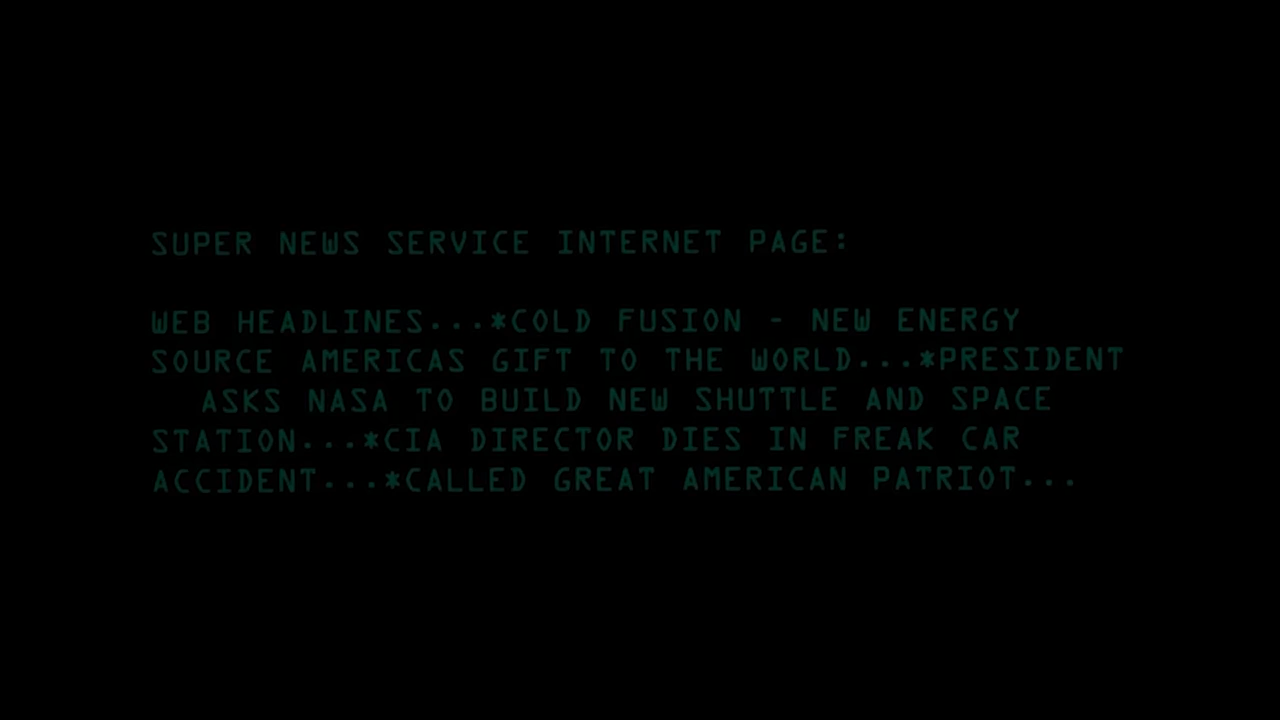 SUPER NEWS SERVICE INTERNET PAGE:
WEB HEADLINES...*COLD FUSION - NEW ENERGY
SOURCE AMERICAS GIFT TO THE WORLD...*PRESIDENT
ASKS NASA TO BUILD NEW SHUTTLE AND SPACE
STATION...*CIA DIRECTOR DIES IN FREAK CAR
ACCIDENT...*CALLED GREAT AMERICAN PATRIOT...